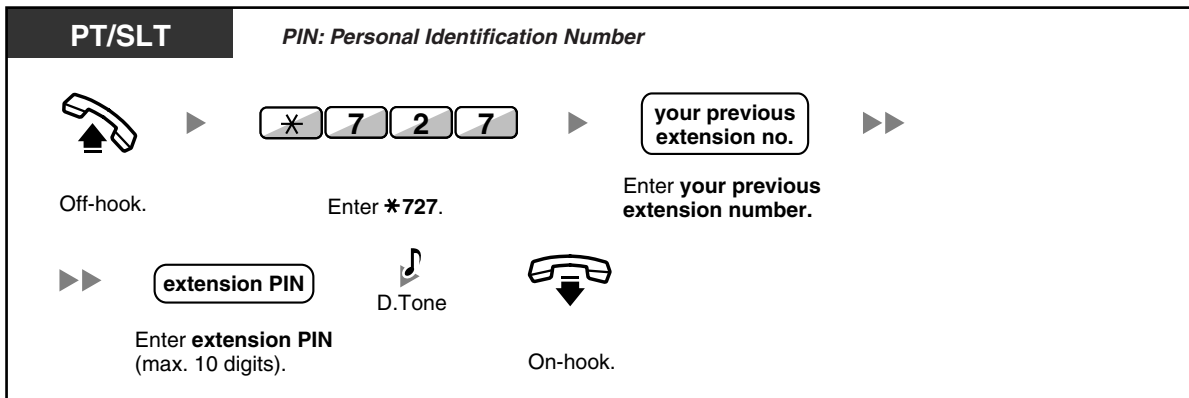 PT/SLT
PIN: Personal Identification Number
* 7 2 7
your previous
extension no.
Off-hook.
Enter *727.
Enter your previous
extension number.
extension PIN
D.Tone
Enter extension PIN
(max. 10 digits).
On-hook.